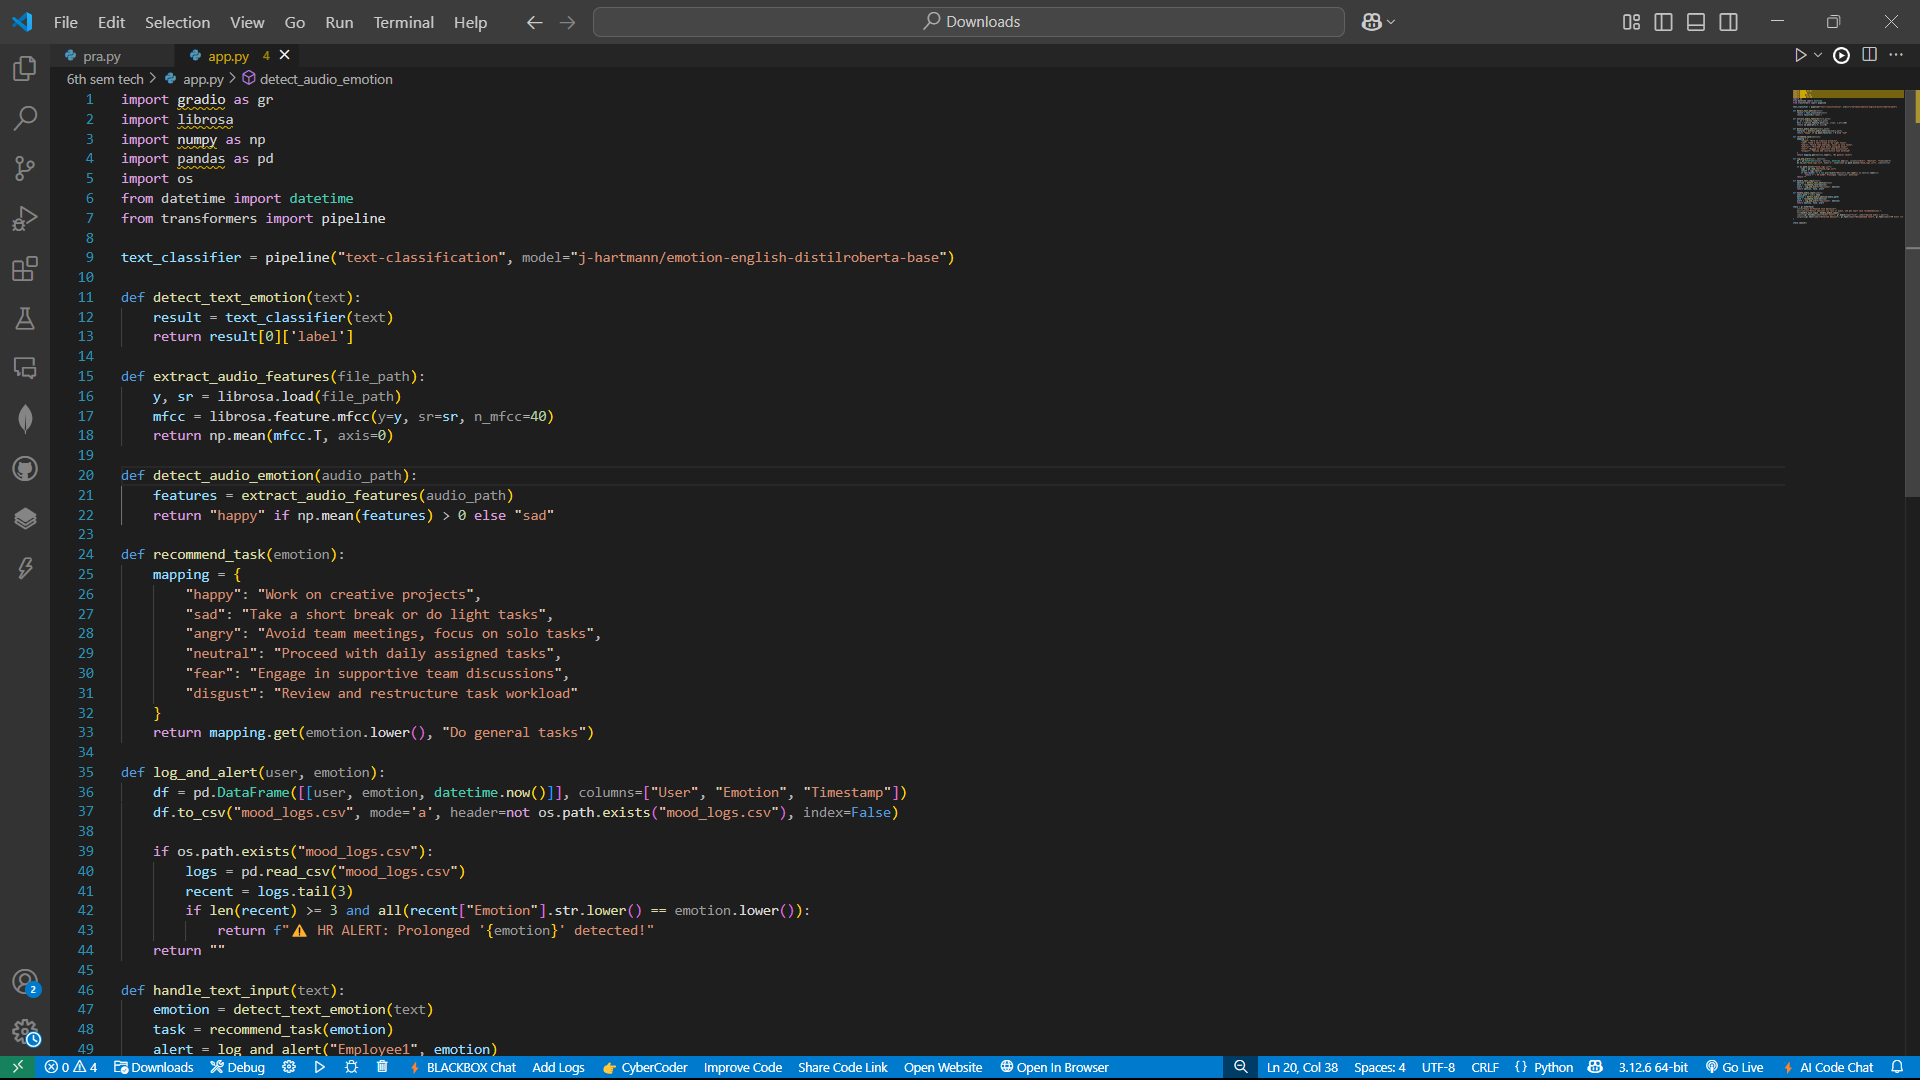 File Edit Selection View Go Run Terminal Help Downloads
pra.py app.py 4
6th sem tech > app.py > detect_audio_emotion
1 import gradio as gr
2 import librosa
3 import numpy as np
4 import pandas as pd
5 import os
6 from datetime import datetime
7 from transformers import pipeline
8
9 text_classifier = pipeline("text-classification", model="j-hartmann/emotion-english-distilroberta-base")
10
11 def detect_text_emotion(text):
12     result = text_classifier(text)
13     return result[0]['label']
14
15 def extract_audio_features(file_path):
16     y, sr = librosa.load(file_path)
17     mfcc = librosa.feature.mfcc(y=y, sr=sr, n_mfcc=40)
18     return np.mean(mfcc.T, axis=0)
19
20 def detect_audio_emotion(audio_path):
21     features = extract_audio_features(audio_path)
22     return "happy" if np.mean(features) > 0 else "sad"
23
24 def recommend_task(emotion):
25     mapping = {
26         "happy": "Work on creative projects",
27         "sad": "Take a short break or do light tasks",
28         "angry": "Avoid team meetings, focus on solo tasks",
29         "neutral": "Proceed with daily assigned tasks",
30         "fear": "Engage in supportive team discussions",
31         "disgust": "Review and restructure task workload"
32     }
33     return mapping.get(emotion.lower(), "Do general tasks")
34
35 def log_and_alert(user, emotion):
36     df = pd.DataFrame([[user, emotion, datetime.now()]], columns=["User", "Emotion", "Timestamp"])
37     df.to_csv("mood_logs.csv", mode='a', header=not os.path.exists("mood_logs.csv"), index=False)
38
39     if os.path.exists("mood_logs.csv"):
40         logs = pd.read_csv("mood_logs.csv")
41         recent = logs.tail(3)
42         if len(recent) >= 3 and all(recent["Emotion"].str.lower() == emotion.lower()):
43             return f"⚠️ HR ALERT: Prolonged '{emotion}' detected!"
44     return ""
45
46 def handle_text_input(text):
47     emotion = detect_text_emotion(text)
48     task = recommend_task(emotion)
49     alert = log_and_alert("Employee1", emotion)
2
0 4 Downloads Debug BLACKBOX Chat Add Logs 👉 CyberCoder Improve Code Share Code Link Open Website Open In Browser Ln 20, Col 38 Spaces: 4 UTF-8 CRLF {} Python 3.12.6 64-bit Go Live AI Code Chat